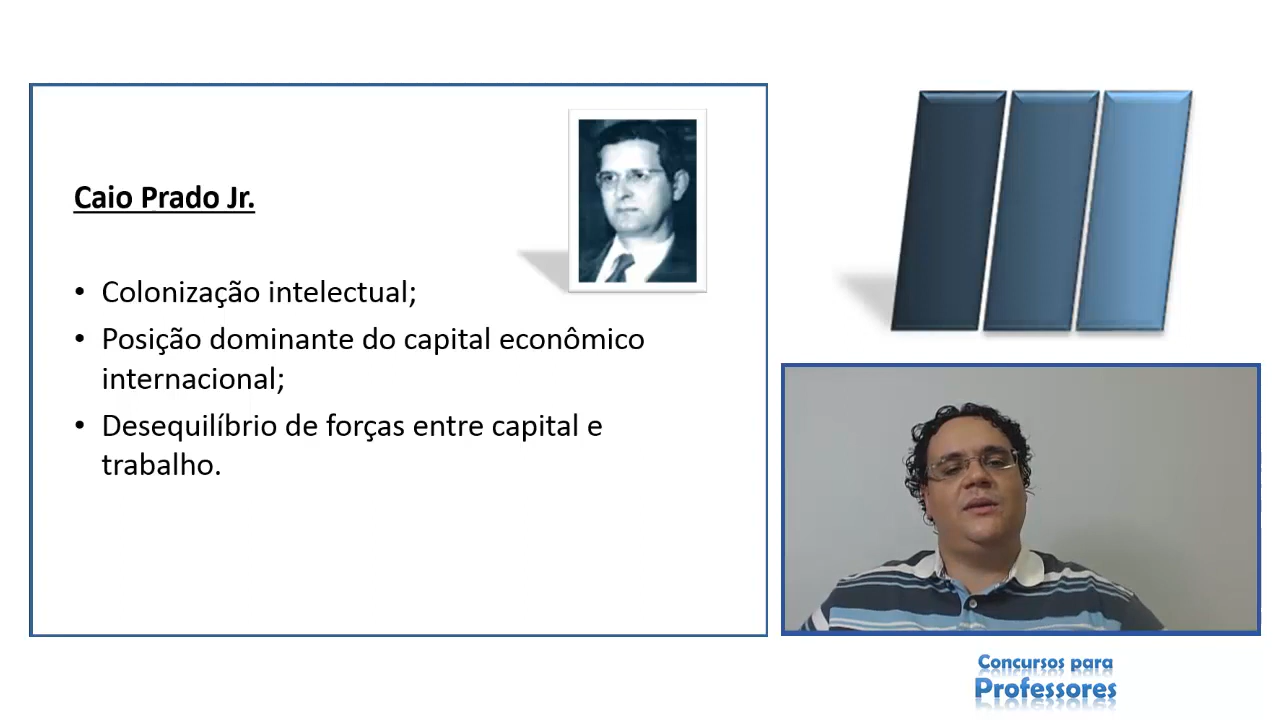 Caio Prado Jr.
• Colonização intelectual;
• Posição dominante do capital econômico
internacional;
• Desequilíbrio de forças entre capital e
trabalho.
Concursos para
Professores